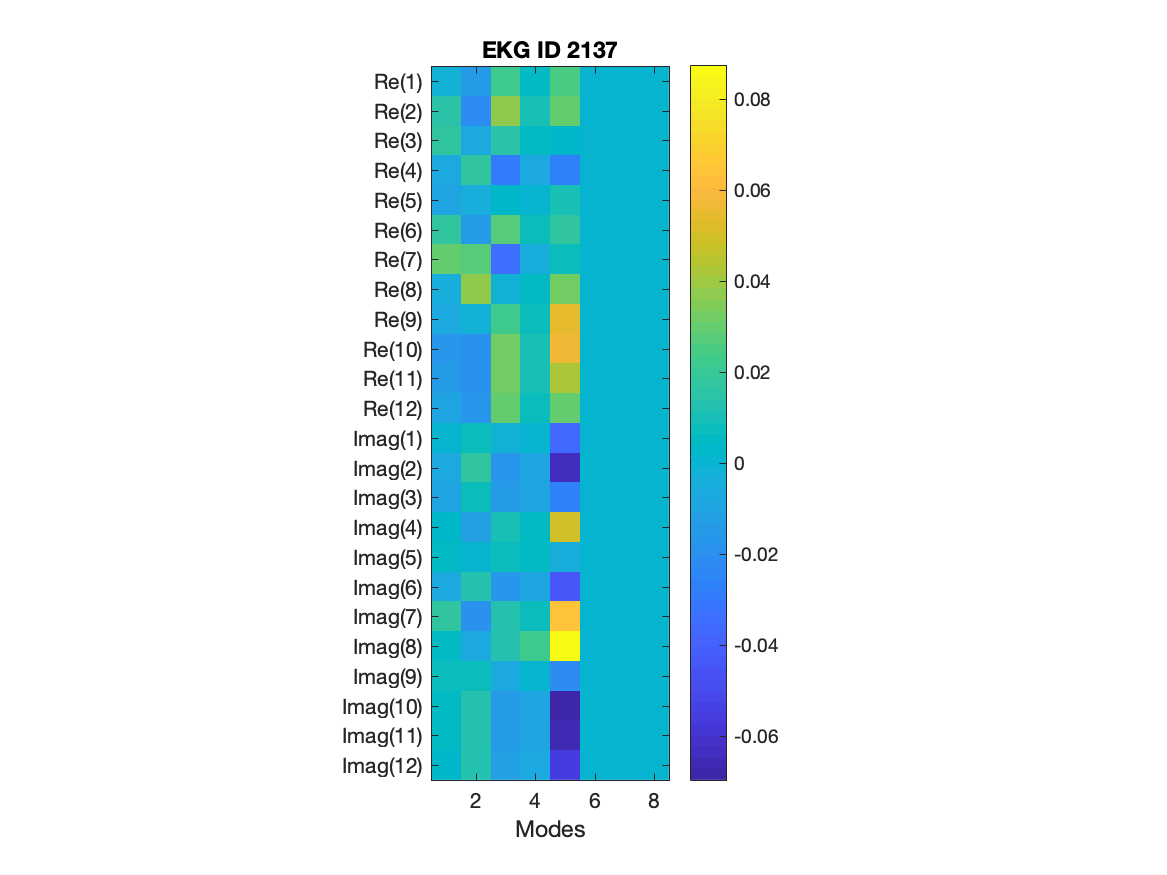 EKG ID 2137
Re(1)
Re(2)
Re(3)
Re(4)
Re(5)
Re(6)
Re(7)
Re(8)
Re(9)
Re(10)
Re(11)
Re(12)
Imag(1)
Imag(2)
Imag(3)
Imag(4)
Imag(5)
Imag(6)
Imag(7)
Imag(8)
Imag(9)
Imag(10)
Imag(11)
Imag(12)
2 4 6 8
Modes
0.08
0.06
0.04
0.02
0
-0.02
-0.04
-0.06